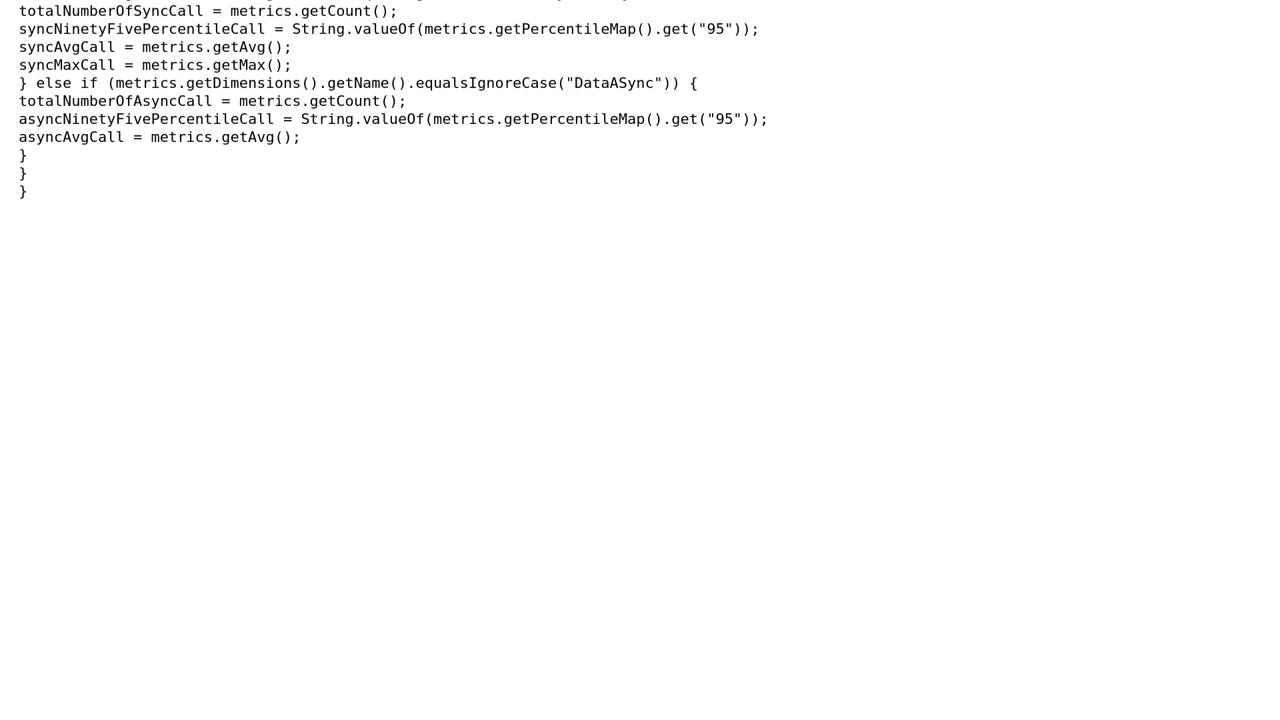 totalNumberOfSyncCall = metrics.getCount();
syncNinetyFivePercentileCall = String.valueOf(metrics.getPercentileMap().get("95"));
syncAvgCall = metrics.getAvg();
syncMaxCall = metrics.getMax();
} else if (metrics.getDimensions().getName().equalsIgnoreCase("DataASync")) {
totalNumberOfAsyncCall = metrics.getCount();
asyncNinetyFivePercentileCall = String.valueOf(metrics.getPercentileMap().get("95"));
asyncAvgCall = metrics.getAvg();
}
}
}